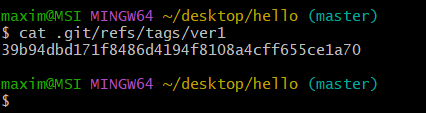 maxim@MSI MINGW64 ~/desktop/hello (master)
$ cat .git/refs/tags/ver1
39b94dbd171f8486d4194f8108a4cff655ce1a70

maxim@MSI MINGW64 ~/desktop/hello (master)
$